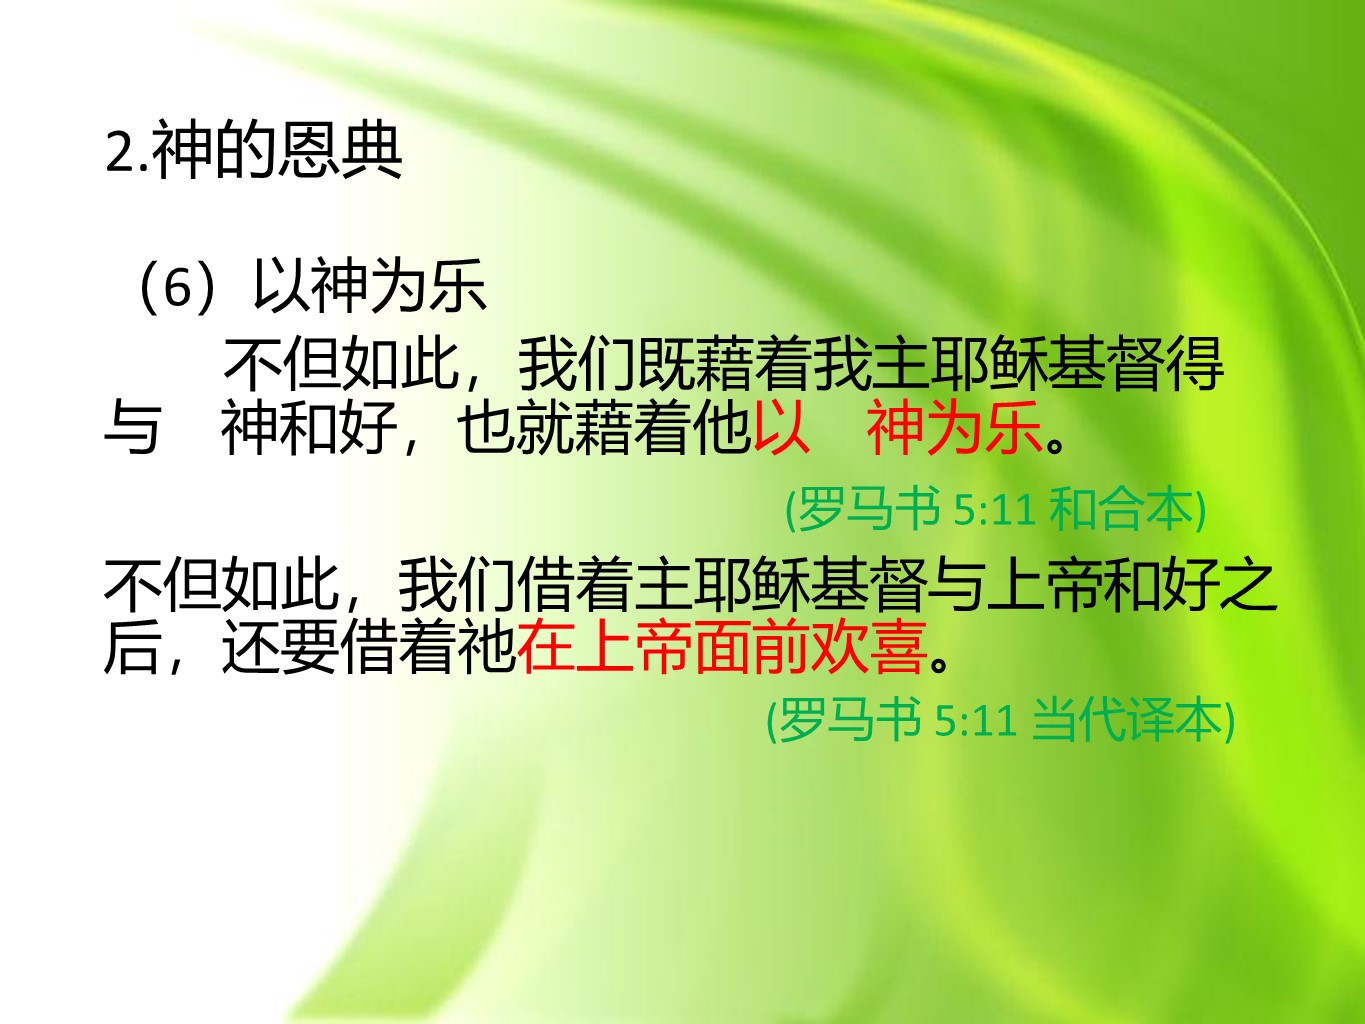 2.神的恩典
（6）以神为乐
不但如此，我们既藉着我主耶稣基督得
与　神和好，也就藉着他以　神为乐。
(罗马书 5:11 和合本)
不但如此，我们借着主耶稣基督与上帝和好之
后，还要借着祂在上帝面前欢喜。
(罗马书 5:11 当代译本)